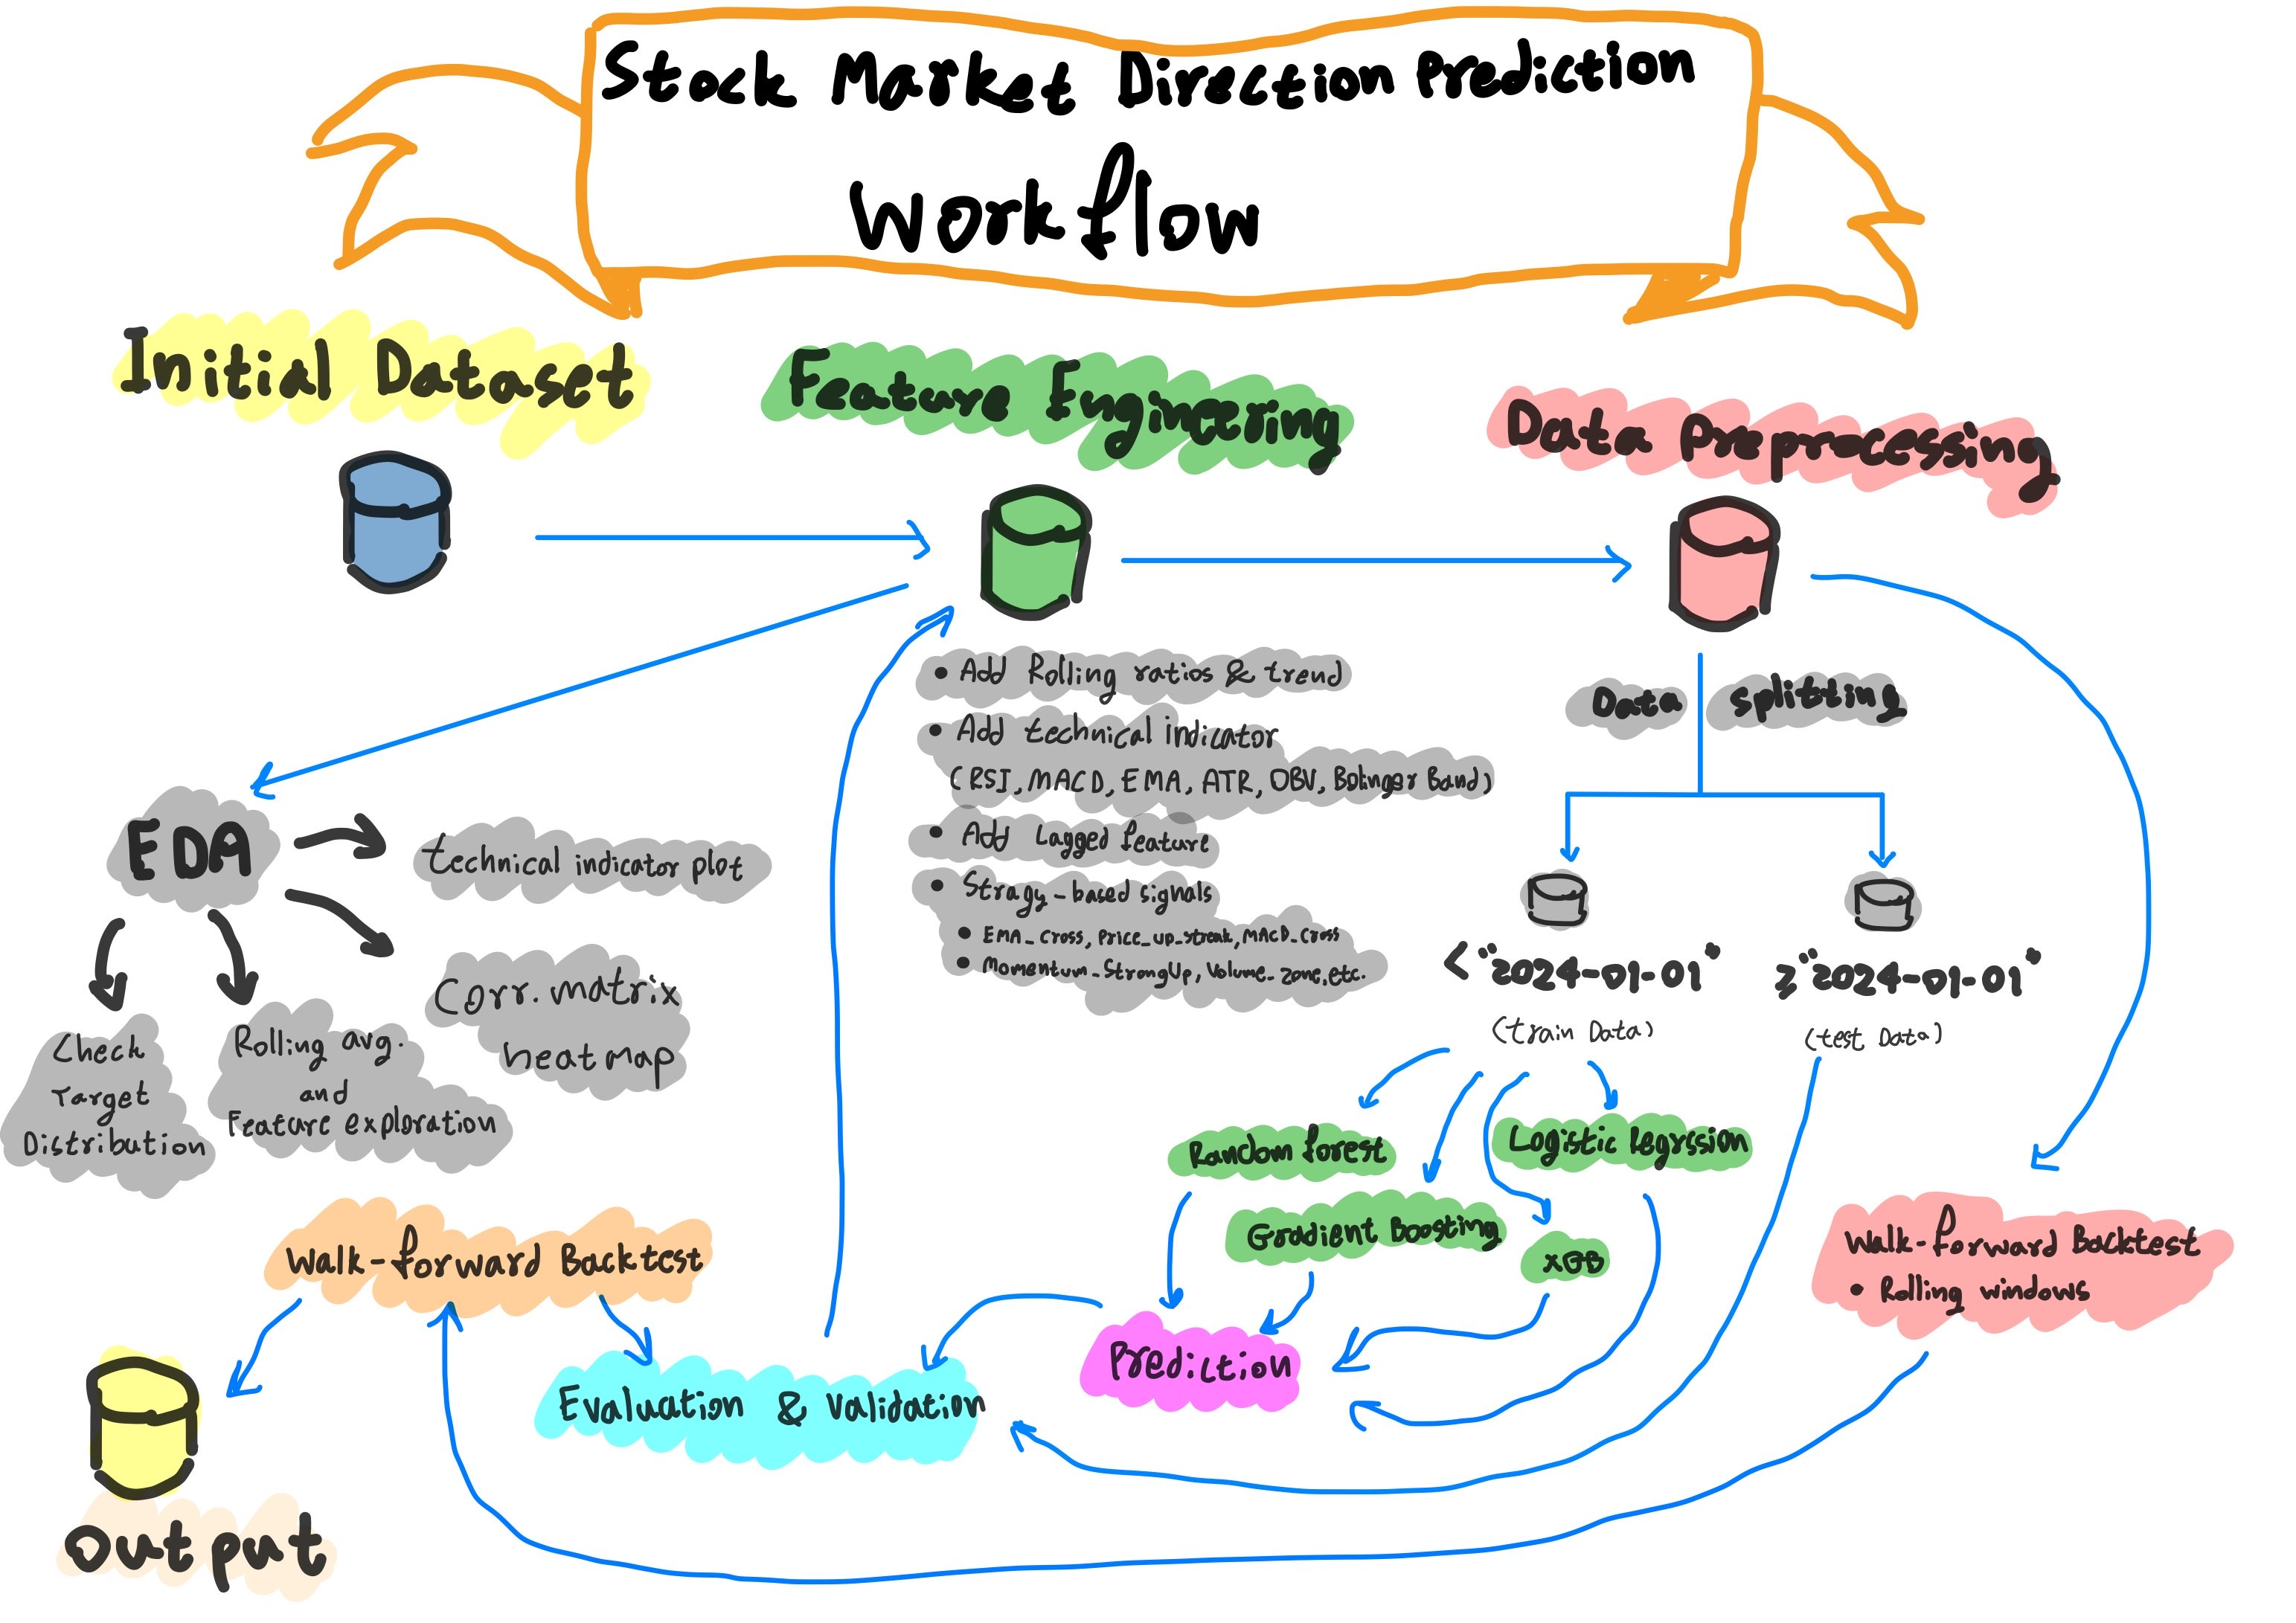 Stock Market Direction Prediction
Workflow
Initial Dataset
Feature Engineering
Data Preprocessing
• Add Rolling ratios & trend
• Add technical indicator
(RSI, MACD, EMA, ATR, OBV, Bolinger Band)
• Add Lagged feature
• Stragy-based signals
• EMA_Cross, Price_up_streak, MACD_Cross
• Momentum_StrongUp, Volume_Zone, etc.
Data splitting
< "2024-01-01"
(train Data)
≥ "2024-01-01"
(test Data)
EDA
technical indicator plot
Corr. matrix
heatmap
Rolling avg.
and
Feature exploration
Check
Target
Distribution
Random forest
Logistic Regrssion
Gradient Boosting
XGB
Prediction
Walk-forward Backtest
• Rolling windows
Walk-forward Backtest
Evaluation & Validation
Output